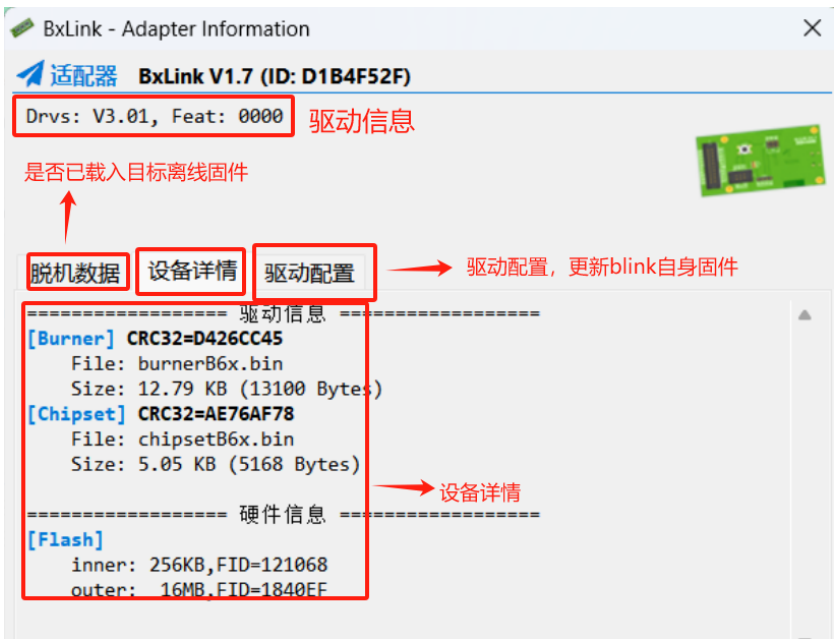 BxLink - Adapter Information
适配器 BxLink V1.7 (ID: D1B4F52F)
Drvs: V3.01, Feat: 0000 驱动信息
是否已载入目标离线固件
脱机数据 设备详情 驱动配置 驱动配置，更新blink自身固件
================== 驱动信息 ==================
[Burner] CRC32=D426CC45
File: burnerB6x.bin
Size: 12.79 KB (13100 Bytes)
[Chipset] CRC32=AE76AF78
File: chipsetB6x.bin
Size: 5.05 KB (5168 Bytes)
设备详情
================== 硬件信息 ==================
[Flash]
inner: 256KB,FID=121068
outer: 16MB,FID=1840EF